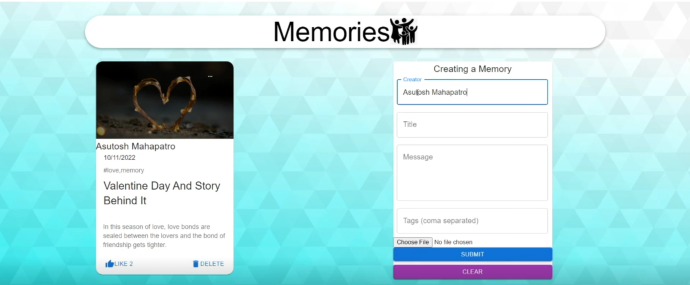 Memories
Asutosh Mahapatro
10/11/2022
#love,memory
Valentine Day And Story
Behind It
In this season of love, love bonds are
sealed between the lovers and the bond of
friendship gets tighter.
LIKE 2
DELETE
Creating a Memory
Creator
Asutosh Mahapatro
Title
Message
Tags (coma separated)
Choose File No file chosen
SUBMIT
CLEAR